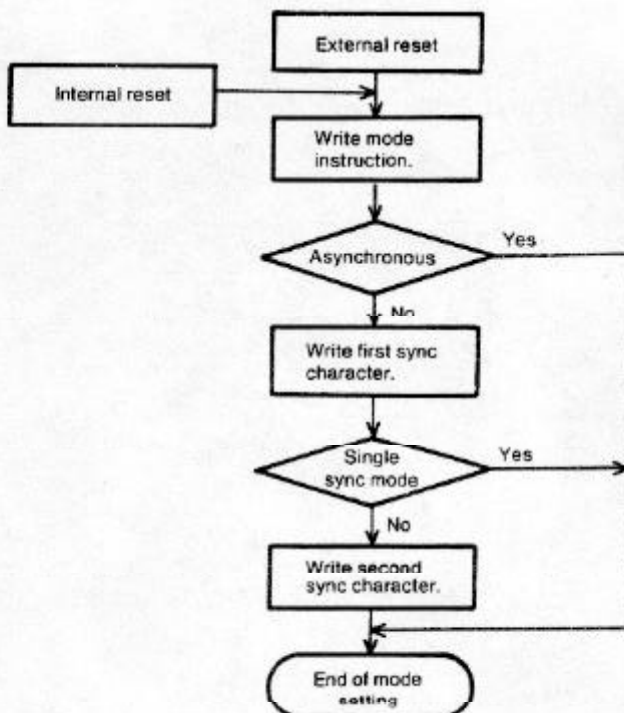 External reset
Internal reset
Write mode
instruction.
Asynchronous
Yes
No
Write first sync
character.
Single
sync mode
Yes
No
Write second
sync character.
End of mode
setting